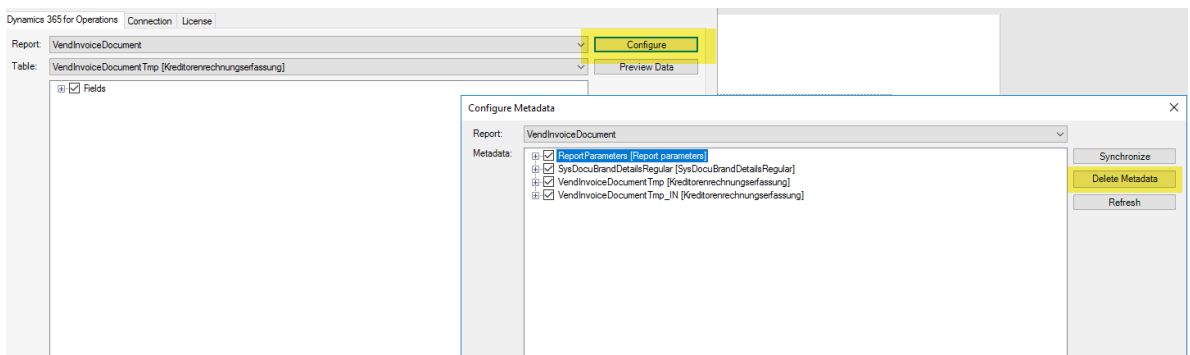 Dynamics 365 for Operations Connection License
Report: VendInvoiceDocument Configure
Table: VendInvoiceDocumentTmp [Kreditorenrechnungserfassung] Preview Data
Fields
Configure Metadata
Report: VendInvoiceDocument
Metadata: ReportParameters [Report parameters] Synchronize
SysDocuBrandDetailsRegular [SysDocuBrandDetailsRegular]
VendInvoiceDocumentTmp [Kreditorenrechnungserfassung] Delete Metadata
VendInvoiceDocumentTmp_IN [Kreditorenrechnungserfassung]
Refresh